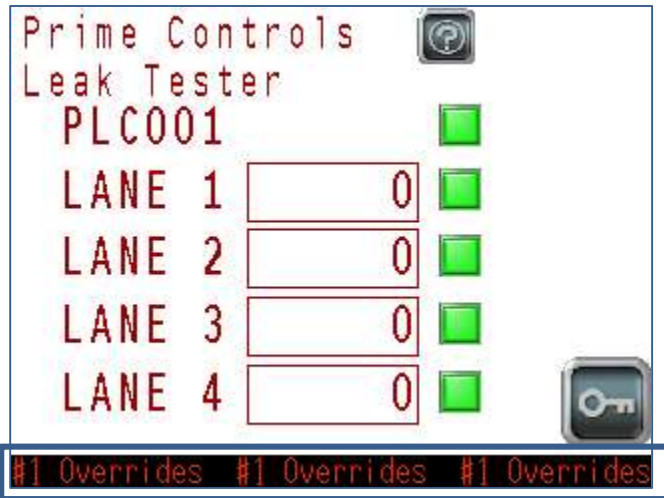 Prime Controls ?
Leak Tester
PLC001
LANE 1 0
LANE 2 0
LANE 3 0
LANE 4 0
#1 Overrides #1 Overrides #1 Overrides